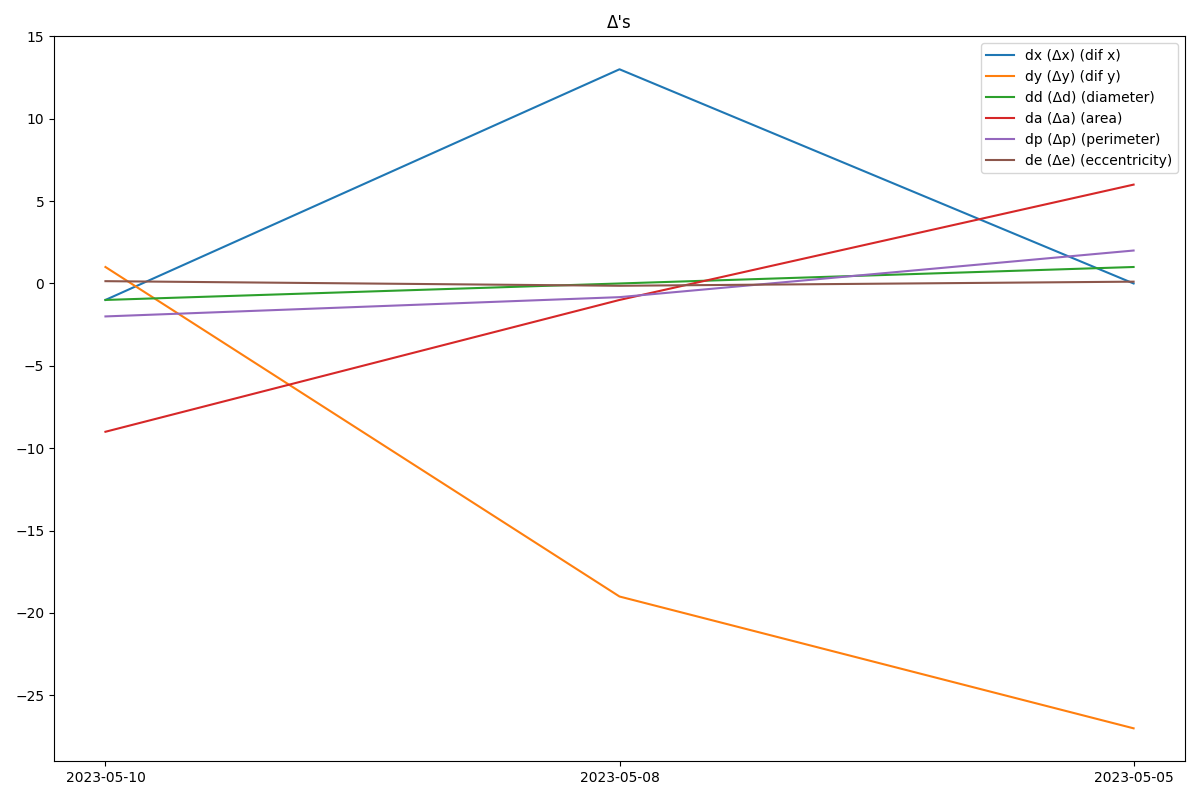 Δ's
15
10
5
0
−5
−10
−15
−20
−25
dx (Δx) (dif x)
dy (Δy) (dif y)
dd (Δd) (diameter)
da (Δa) (area)
dp (Δp) (perimeter)
de (Δe) (eccentricity)
2023-05-10 2023-05-08 2023-05-05